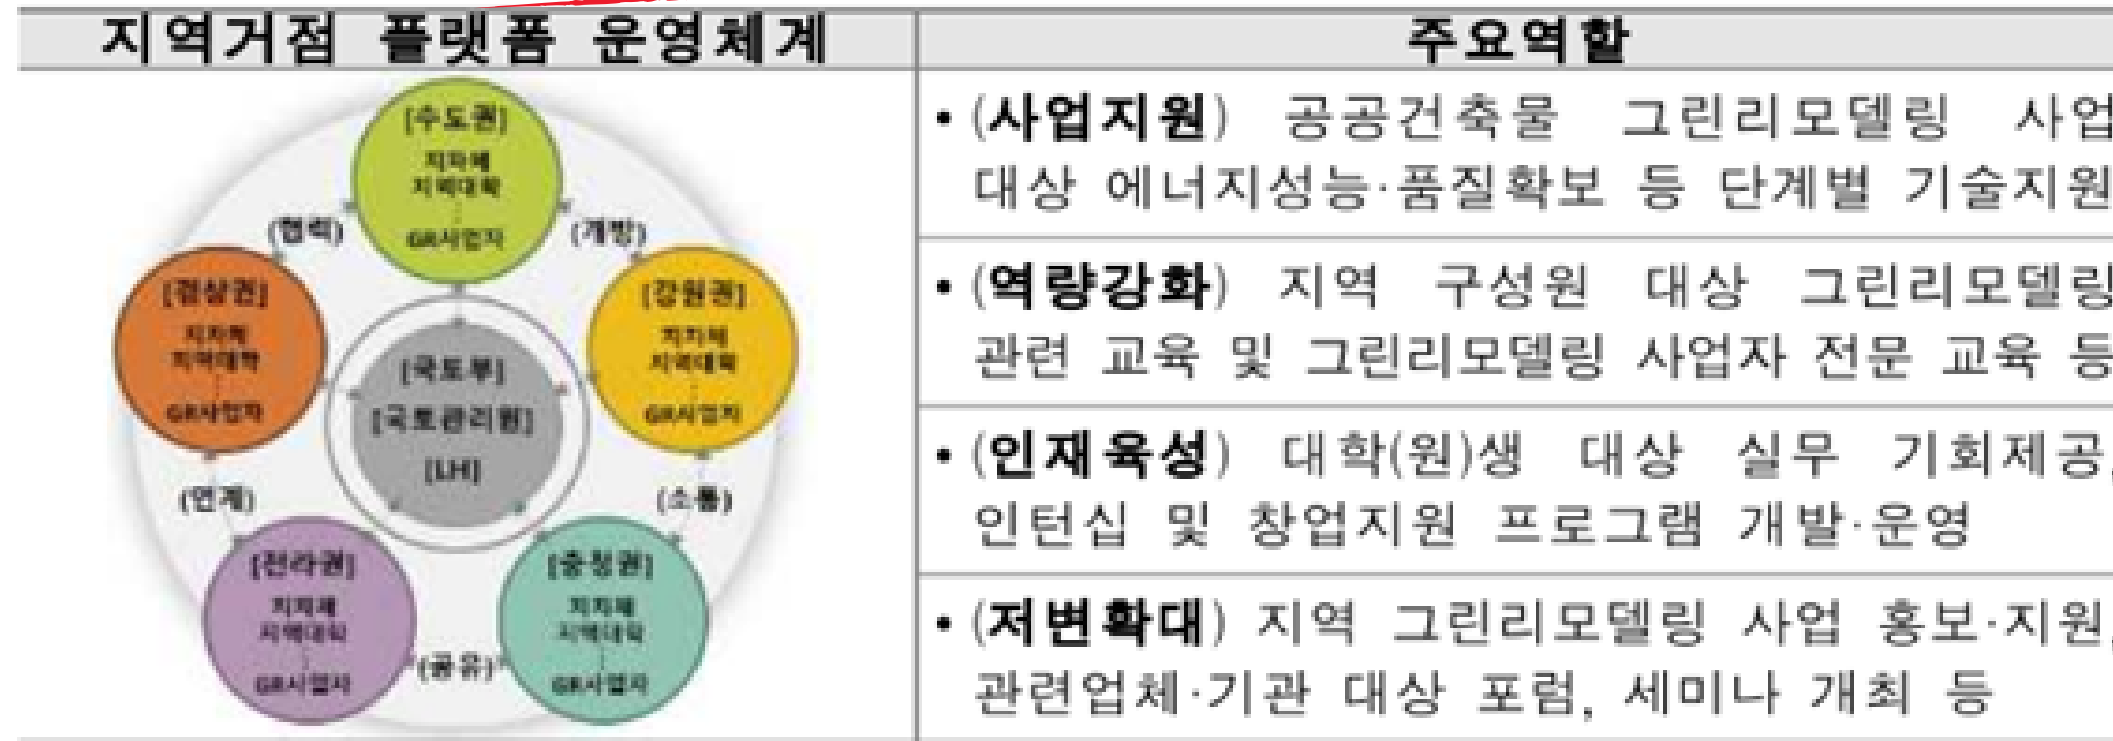 지역거점 플랫폼 운영체계
[수도권]
지자체
지역대학
GR사업자
(협력)
(개방)
[경상권]
지자체
지역대학
GR사업자
[강원권]
지자체
지역대학
GR사업자
[국토부]
[국토관리원]
[LH]
(연계)
(소통)
[전라권]
지자체
지역대학
GR사업자
[충청권]
지자체
지역대학
GR사업자
(공유)
주요역할
• (사업지원) 공공건축물 그린리모델링 사업
대상 에너지성능·품질확보 등 단계별 기술지원
• (역량강화) 지역 구성원 대상 그린리모델링
관련 교육 및 그린리모델링 사업자 전문 교육 등
• (인재육성) 대학(원)생 대상 실무 기회제공,
인턴십 및 창업지원 프로그램 개발·운영
• (저변확대) 지역 그린리모델링 사업 홍보·지원,
관련업체·기관 대상 포럼, 세미나 개최 등